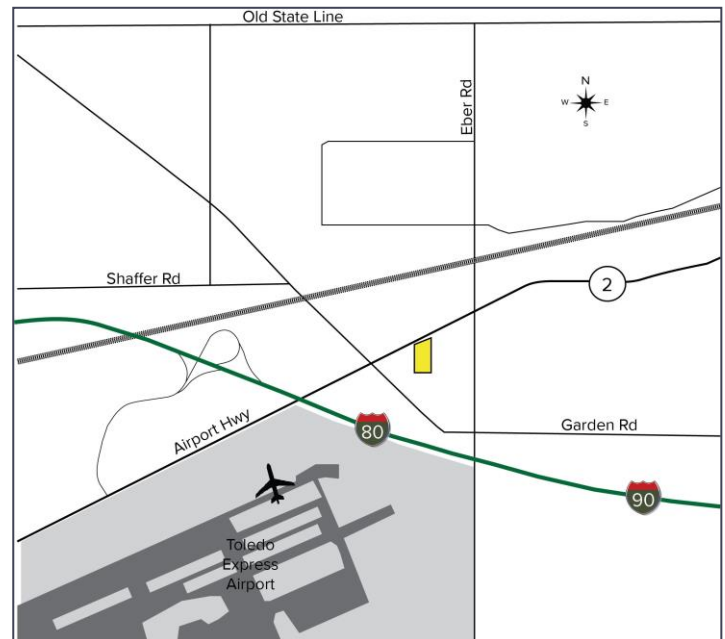 Old State Line
Eber Rd
N
W E
S
Shaffer Rd
2
Airport Hwy
80
Garden Rd
90
Toledo
Express
Airport